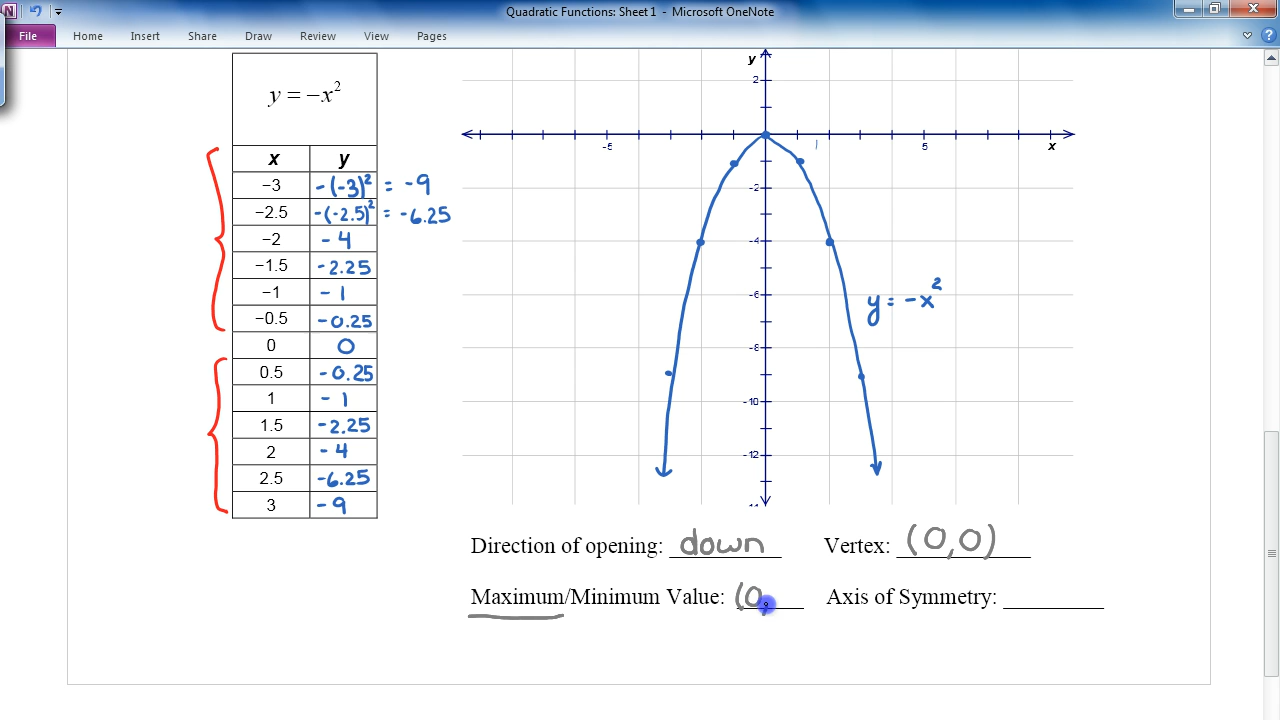 Quadratic Functions: Sheet 1 - Microsoft OneNote
File Home Insert Share Draw Review View Pages
y = −x²
x y
−3 -(-3)² = -9
−2.5 -(-2.5)² = -6.25
−2 -4
−1.5 -2.25
−1 -1
−0.5 -0.25
0 0
0.5 -0.25
1 -1
1.5 -2.25
2 -4
2.5 -6.25
3 -9
y
2
-5 5 x
-2
-4
-6
-8
-10
-12
y = -x²
Direction of opening: down Vertex: (0,0)
Maximum/Minimum Value: (0, Axis of Symmetry: